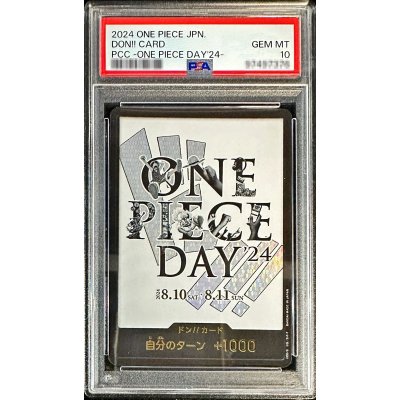 2024 ONE PIECE JPN.
DON!! CARD GEM MT
PCC -ONE PIECE DAY'24- 10
PSA
ONE
PIECE
DAY'24
8.10 SAT / 8.11 SUN
ドン!!カード
自分のターン +1000